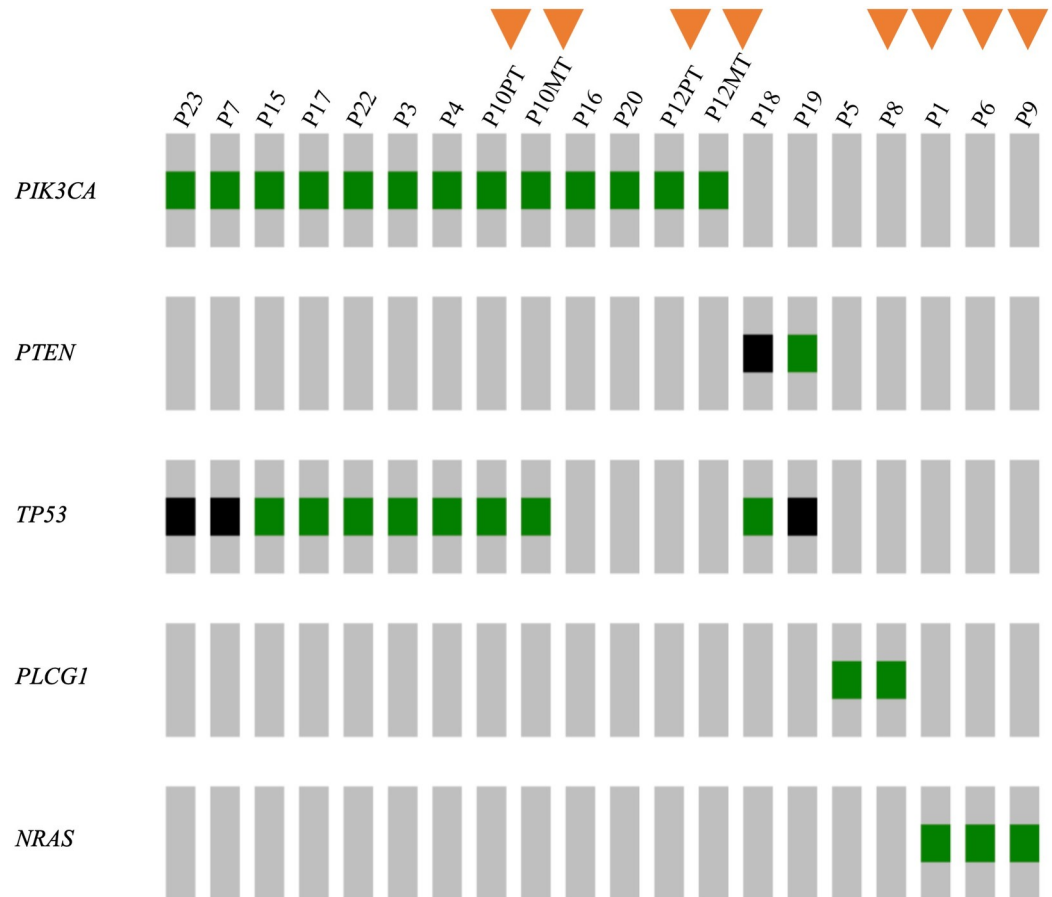 P23 P7 P15 P17 P22 P3 P4 P10PT P10MT P16 P20 P12PT P12MT P18 P19 P5 P8 P1 P6 P9
PIK3CA
PTEN
TP53
PLCG1
NRAS